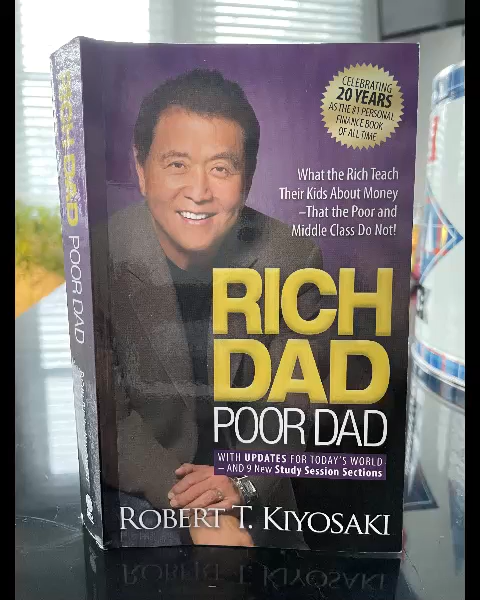 CELEBRATING
20 YEARS
AS THE #1 PERSONAL
FINANCE BOOK
OF ALL TIME
What the Rich Teach
Their Kids About Money
–That the Poor and
Middle Class Do Not!
RICH
DAD
POOR DAD
WITH UPDATES FOR TODAY'S WORLD
– AND 9 New Study Session Sections
ROBERT T. KIYOSAKI
RICH DAD POOR DAD